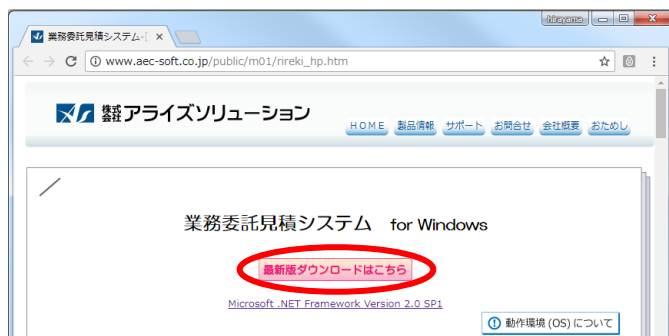 hirayama
業務委託見積システム-[
www.aec-soft.co.jp/public/m01/rireki_hp.htm
株式会社アライズソリューション
HOME 製品情報 サポート お問合せ 会社概要 おためし
業務委託見積システム for Windows
最新版ダウンロードはこちら
Microsoft .NET Framework Version 2.0 SP1
動作環境 (OS) について